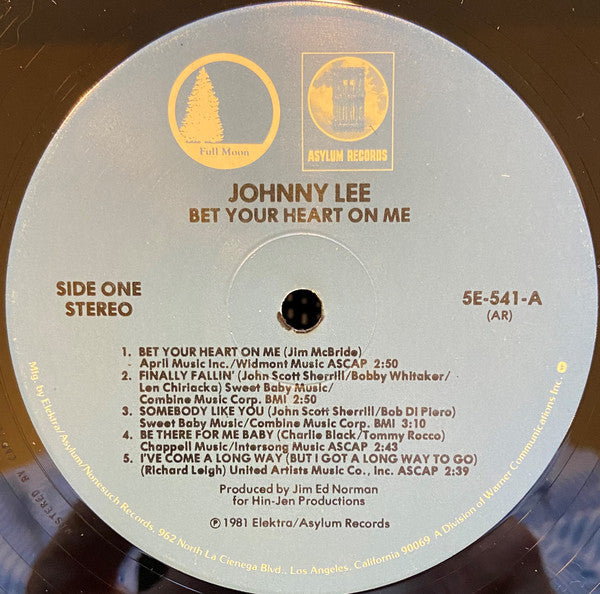 Full Moon
ASYLUM RECORDS
JOHNNY LEE
BET YOUR HEART ON ME
SIDE ONE
STEREO
5E-541-A
(AR)
1. BET YOUR HEART ON ME (Jim McBride)
April Music Inc./Widmont Music ASCAP 2:50
2. FINALLY FALLIN' (John Scott Sherrill/Bobby Whitaker/
Len Chiriacka) Sweet Baby Music/
Combine Music Corp. BMI 2:50
3. SOMEBODY LIKE YOU (John Scott Sherrill/Bob Di Piero)
Sweet Baby Music/Combine Music Corp. BMI 3:10
4. BE THERE FOR ME BABY (Charlie Black/Tommy Rocco)
Chappell Music/Intersong Music ASCAP 2:43
5. I'VE COME A LONG WAY (BUT I GOT A LONG WAY TO GO)
(Richard Leigh) United Artists Music Co., Inc. ASCAP 2:39
Produced by Jim Ed Norman
for Hin-Jen Productions
℗ 1981 Elektra/Asylum Records
Mfg. by Elektra/Asylum/Nonesuch Records, 962 North La Cienega Blvd., Los Angeles, California 90069 A Division of Warner Communications Inc.
MASTERED BY CAP